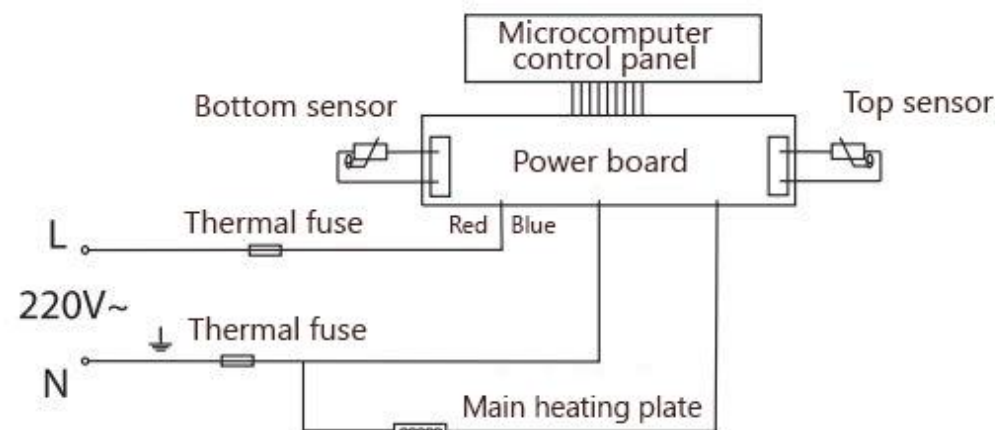 Microcomputer
control panel
Bottom sensor
Top sensor
Power board
Thermal fuse
Red
Blue
L
220V~
Thermal fuse
N
Main heating plate